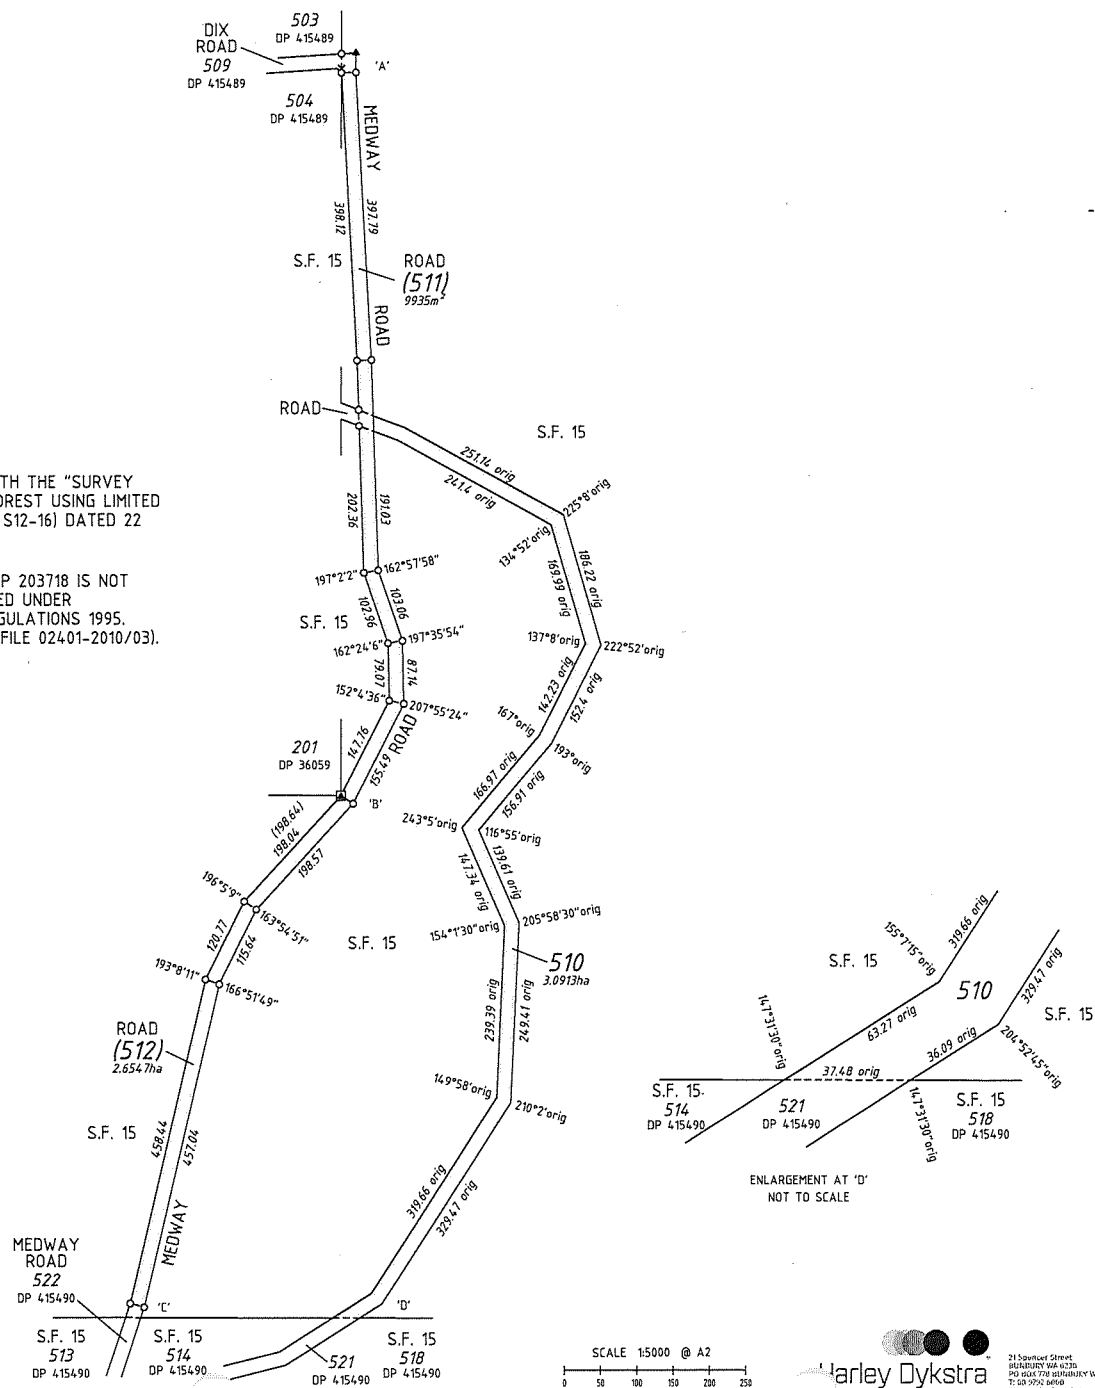 503
DP 415489
DIX
ROAD
509
DP 415489
'A'
504
DP 415489
MEDWAY
398.12
397.79
S.F. 15
ROAD
(511)
9935m²
ROAD
ROAD
S.F. 15
251.14 orig
241.4 orig
225°8'orig
134°52'orig
TH THE "SURVEY
OREST USING LIMITED
S12-16) DATED 22
202.36
191.03
186.22 orig
169.99 orig
P 203718 IS NOT
ED UNDER
GULATIONS 1995.
FILE 02401-2010/03).
197°2'2"
162°57'58"
102.96
103.06
S.F. 15
162°24'6"
197°35'54"
137°8'orig
222°52'orig
79.07
87.14
142.23 orig
152.4 orig
152°4'36"
207°55'24"
167°orig
193°orig
ROAD
147.76
155.49
201
DP 36059
'B'
166.97 orig
156.91 orig
(198.64)
198.04
198.57
243°5'orig
116°55'orig
147.34 orig
139.61 orig
196°5'9"
163°54'51"
154°1'30"orig
205°58'30"orig
120.77
115.64
S.F. 15
510
3.0913ha
193°8'11"
166°51'49"
239.39 orig
249.41 orig
ROAD
(512)
2.6547ha
149°58'orig
210°2'orig
S.F. 15
458.44
457.04
319.66 orig
329.47 orig
MEDWAY
MEDWAY
ROAD
522
DP 415490
'C'
'D'
S.F. 15
513
DP 415490
S.F. 15
514
DP 415490
521
DP 415490
S.F. 15
518
DP 415490
155°7'15"orig
319.66 orig
S.F. 15
510
329.47 orig
S.F. 15
147°31'30"orig
63.27 orig
36.09 orig
204°52'45"orig
37.48 orig
S.F. 15
514
DP 415490
521
DP 415490
147°31'30"orig
S.F. 15
518
DP 415490
ENLARGEMENT AT 'D'
NOT TO SCALE
SCALE 1:5000 @ A2
0 50 100 150 200 250
Harley Dykstra
21 Spencer Street
BUNBURY WA 6230
PO BOX 778 BUNBURY W